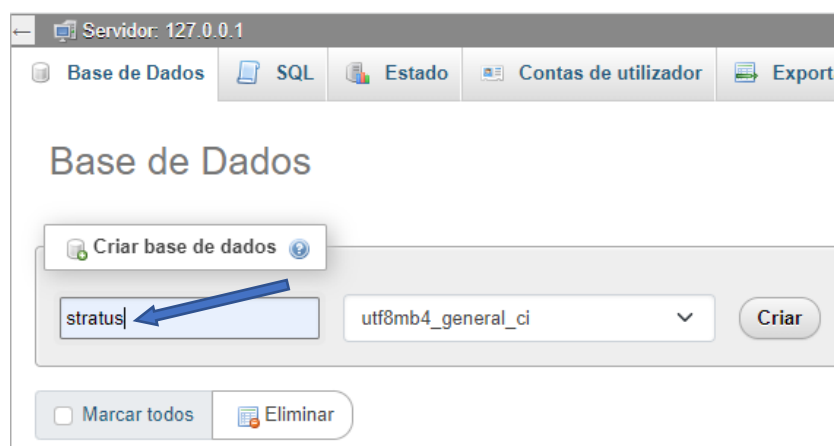 Servidor: 127.0.0.1
Base de Dados SQL Estado Contas de utilizador Export
Base de Dados
Criar base de dados
stratus utf8mb4_general_ci Criar
Marcar todos Eliminar